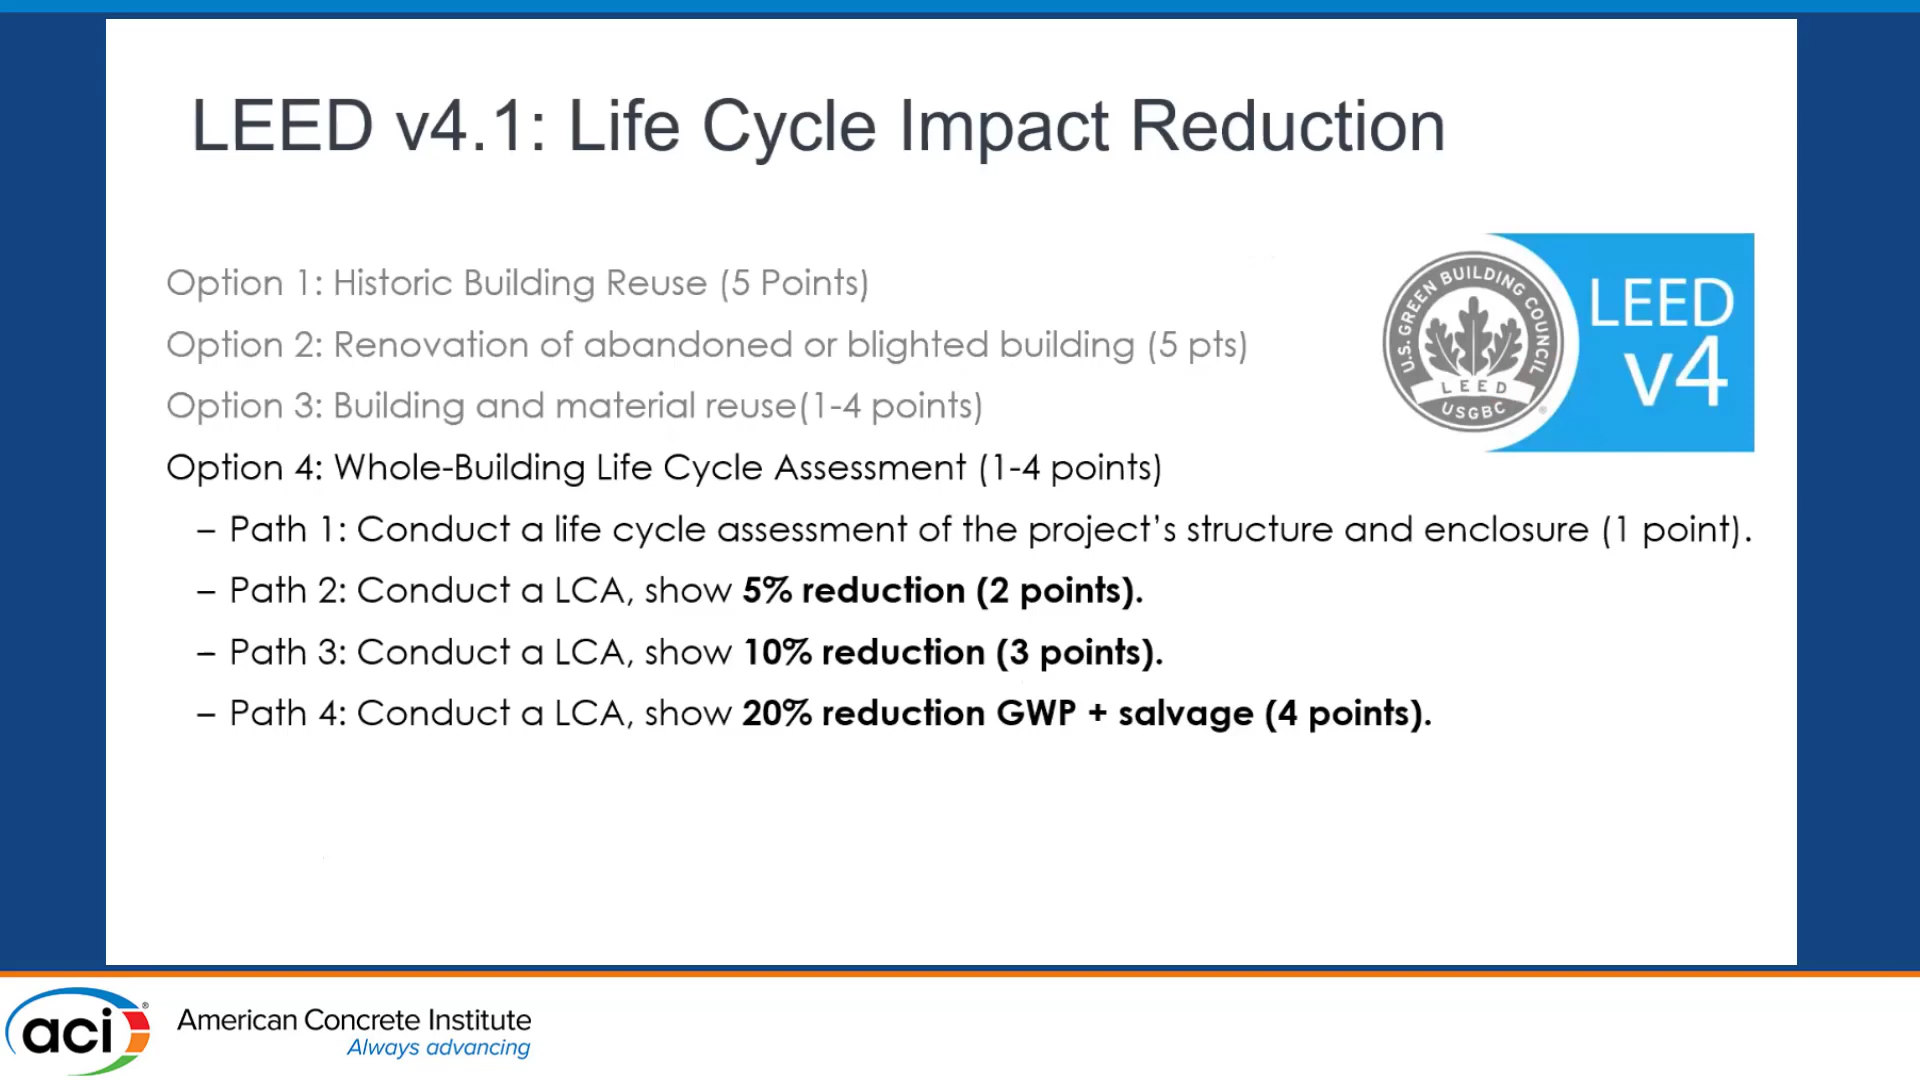 LEED v4.1: Life Cycle Impact Reduction
Option 1: Historic Building Reuse (5 Points)
Option 2: Renovation of abandoned or blighted building (5 pts)
Option 3: Building and material reuse(1-4 points)
Option 4: Whole-Building Life Cycle Assessment (1-4 points)
– Path 1: Conduct a life cycle assessment of the project’s structure and enclosure (1 point).
– Path 2: Conduct a LCA, show 5% reduction (2 points).
– Path 3: Conduct a LCA, show 10% reduction (3 points).
– Path 4: Conduct a LCA, show 20% reduction GWP + salvage (4 points).
U.S. GREEN BUILDING COUNCIL
LEED
USGBC
®
LEED
v4
aci®
American Concrete Institute
Always advancing